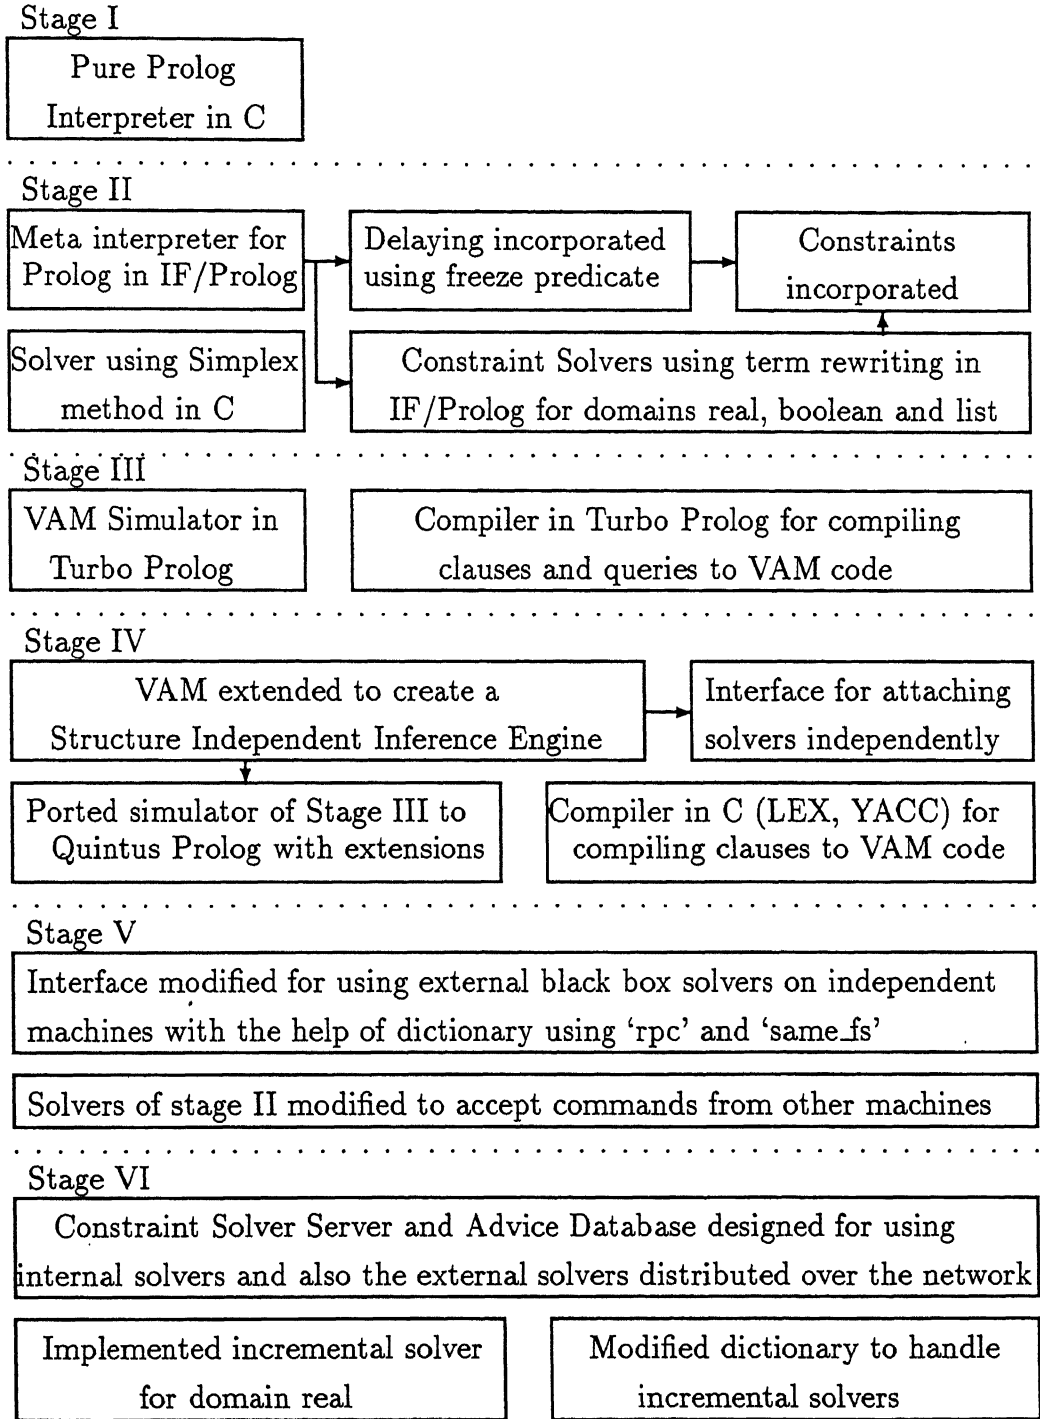 Stage I
Pure Prolog
Interpreter in C
Stage II
Meta interpreter for
Prolog in IF/Prolog
Delaying incorporated
using freeze predicate
Constraints
incorporated
Solver using Simplex
method in C
Constraint Solvers using term rewriting in
IF/Prolog for domains real, boolean and list
Stage III
VAM Simulator in
Turbo Prolog
Compiler in Turbo Prolog for compiling
clauses and queries to VAM code
Stage IV
VAM extended to create a
Structure Independent Inference Engine
Interface for attaching
solvers independently
Ported simulator of Stage III to
Quintus Prolog with extensions
Compiler in C (LEX, YACC) for
compiling clauses to VAM code
Stage V
Interface modified for using external black box solvers on independent
machines with the help of dictionary using ‘rpc’ and ‘same_fs’
Solvers of stage II modified to accept commands from other machines
Stage VI
Constraint Solver Server and Advice Database designed for using
internal solvers and also the external solvers distributed over the network
Implemented incremental solver
for domain real
Modified dictionary to handle
incremental solvers